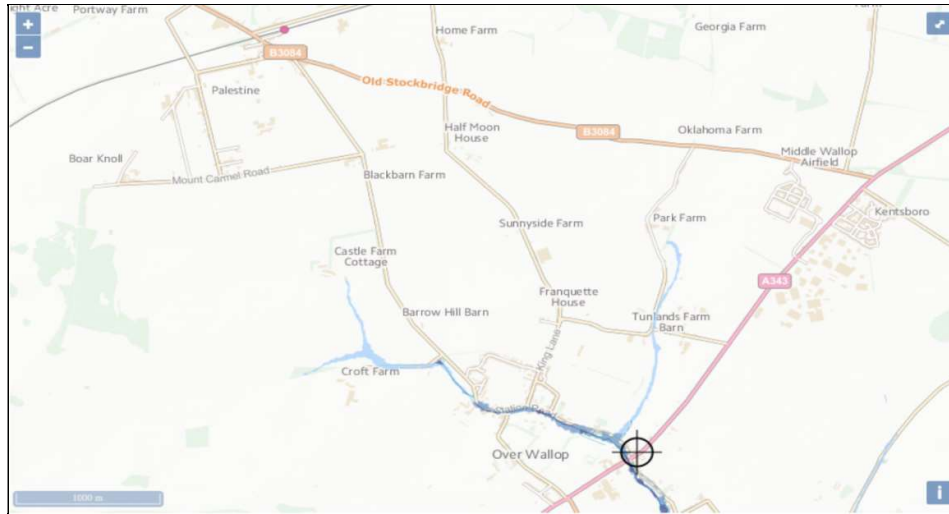 Portway Farm
Home Farm
Georgia Farm
B3084
Old Stockbridge Road
Palestine
Half Moon
House
B3084
Oklahoma Farm
Boar Knoll
Middle Wallop
Airfield
Mount Carmel Road
Blackbarn Farm
Kentsboro
Sunnyside Farm
Park Farm
Castle Farm
Cottage
A343
Franquette
House
Barrow Hill Barn
Tunlands Farm
Barn
King Lane
Croft Farm
Over Wallop
1000 m